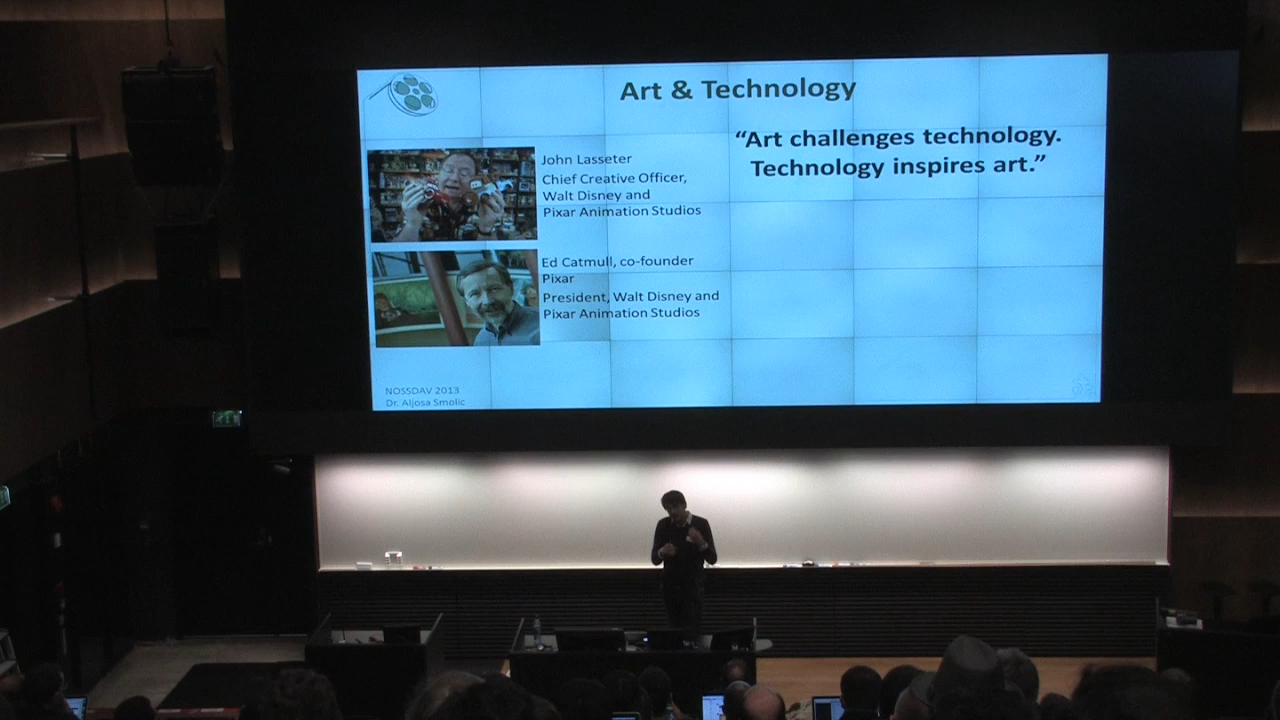 Art & Technology
“Art challenges technology.
Technology inspires art.”
John Lasseter
Chief Creative Officer,
Walt Disney and
Pixar Animation Studios
Ed Catmull, co-founder
Pixar
President, Walt Disney and
Pixar Animation Studios
NOSSDAV 2013
Dr. Aljosa Smolic